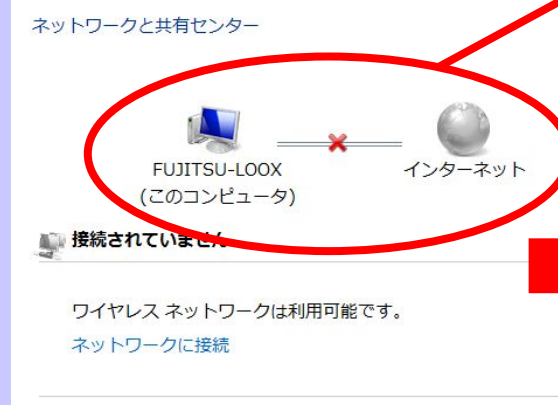 ネットワークと共有センター
FUJITSU-LOOX
(このコンピュータ)
インターネット
接続されていません
ワイヤレス ネットワークは利用可能です。
ネットワークに接続